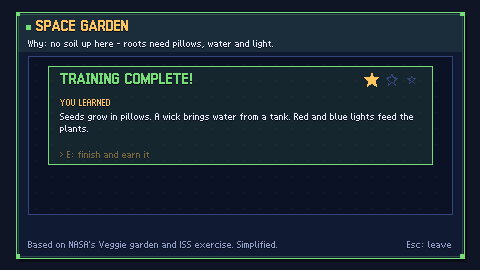 SPACE GARDEN
Why: no soil up here - roots need pillows, water and light.
TRAINING COMPLETE!
YOU LEARNED
Seeds grow in pillows. A wick brings water from a tank. Red and blue lights feed the
plants.
> E: finish and earn it
Based on NASA's Veggie garden and ISS exercise. Simplified.
Esc: leave